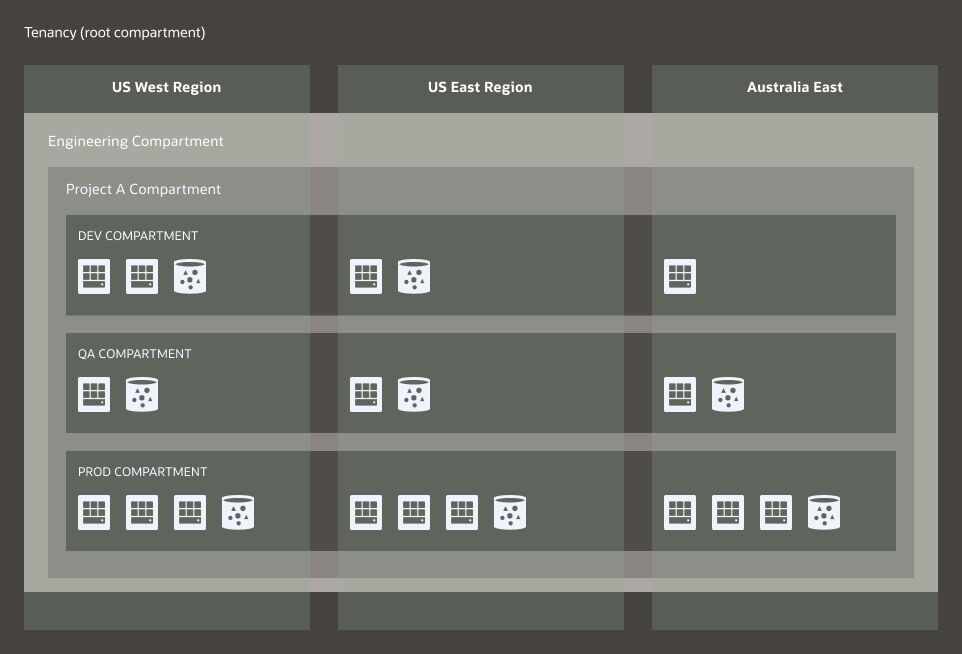 Tenancy (root compartment)
US West Region
US East Region
Australia East
Engineering Compartment
Project A Compartment
DEV COMPARTMENT
QA COMPARTMENT
PROD COMPARTMENT